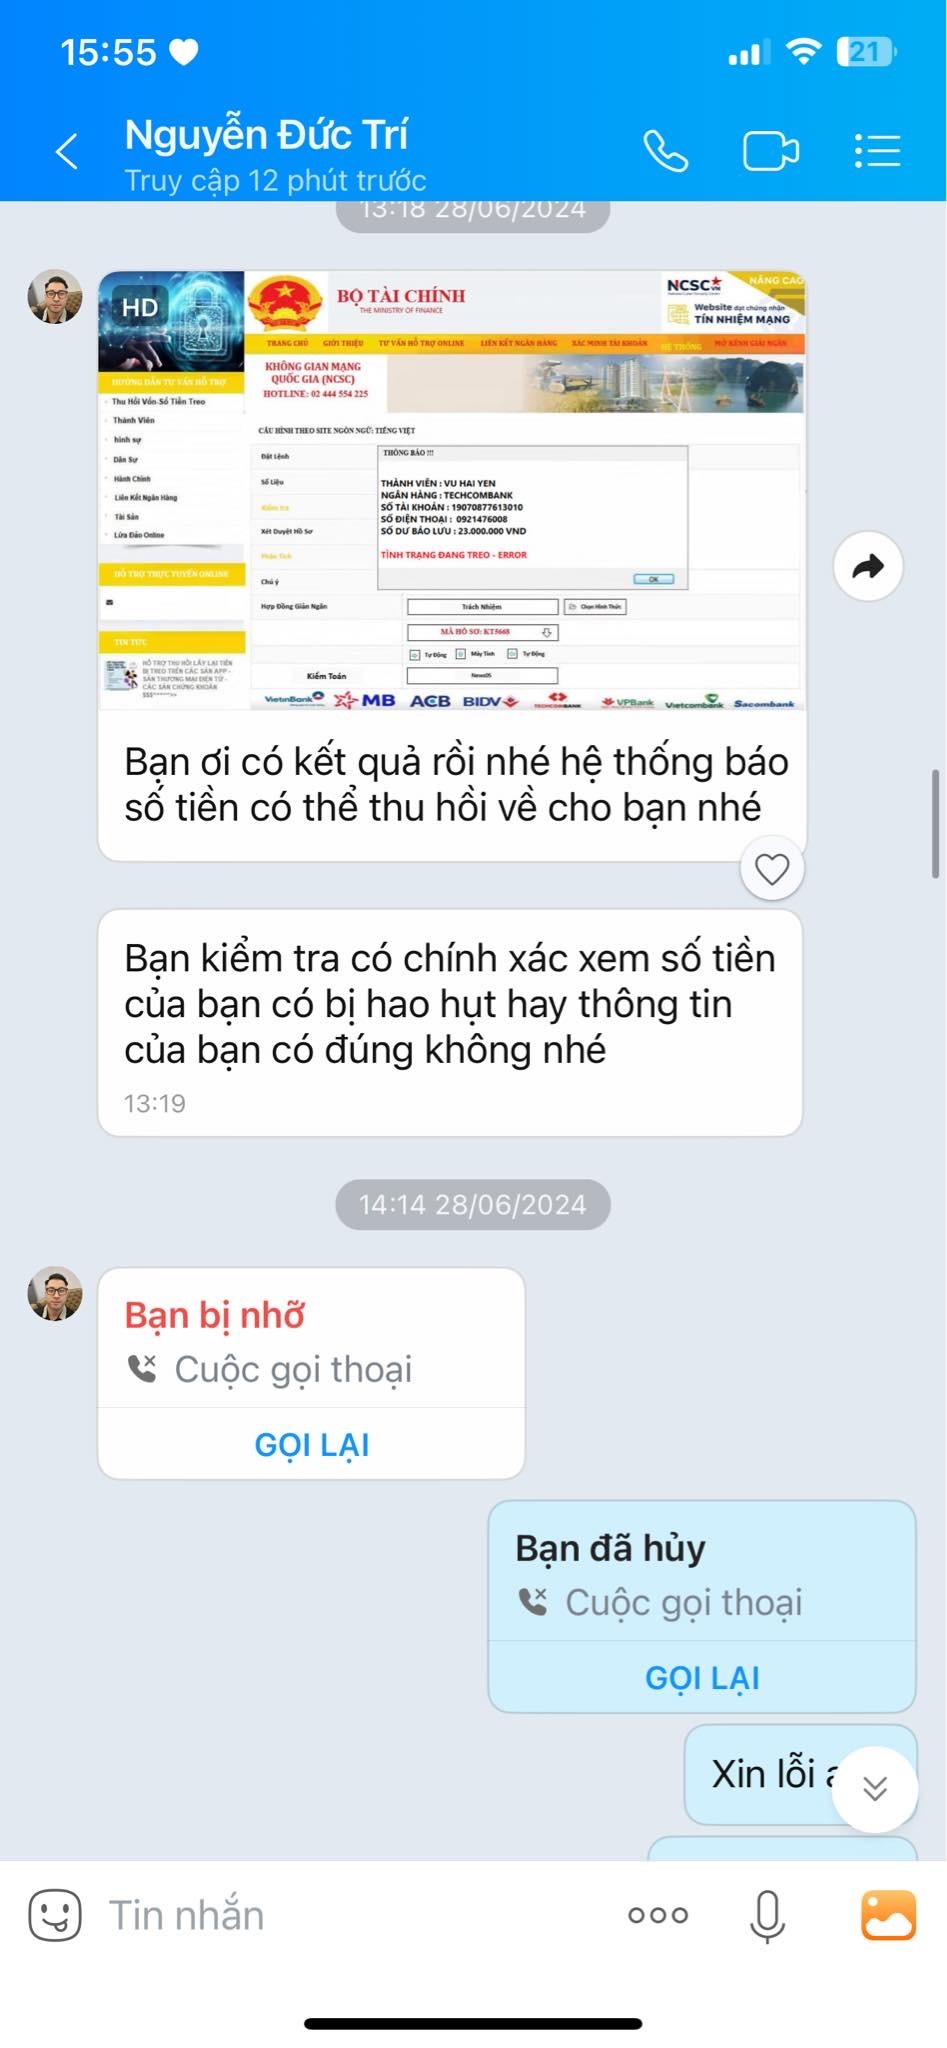 15:55
21
Nguyễn Đức Trí
Truy cập 12 phút trước
13:18 28/06/2024
HD
BỘ TÀI CHÍNH
THE MINISTRY OF FINANCE
NCSC
NÂNG CAO
Website đạt chứng nhận
TÍN NHIỆM MẠNG
TRANG CHỦ GIỚI THIỆU TƯ VẤN HỖ TRỢ ONLINE LIÊN KẾT NGÂN HÀNG XÁC MINH TÀI KHOẢN HỆ THỐNG MỞ KÊNH GIẢI NGÂN
KHÔNG GIAN MẠNG
QUỐC GIA (NCSC)
HOTLINE: 02 444 554 225
HƯỚNG DẪN TƯ VẤN HỖ TRỢ
Thu Hồi Vốn-Số Tiền Treo
Thành Viên
hình sự
Dân Sự
Hành Chính
Liên Kết Ngân Hàng
Tài Sản
Lừa Đảo Online
HỖ TRỢ TRỰC TUYẾN ONLINE
TIN TỨC
HỖ TRỢ THU HỒI LẤY LẠI TIỀN
BỊ TREO TRÊN CÁC SÀN APP -
SÀN THƯƠNG MẠI ĐIỆN TỬ -
CÁC SÀN CHỨNG KHOÁN
CẤU HÌNH THEO SITE NGÔN NGỮ: TIẾNG VIỆT
Đặt Lệnh
Số Liệu
Kiểm tra
Xét Duyệt Hồ Sơ
Phân Tích
Chú ý
THÔNG BÁO !!!
THÀNH VIÊN : VU HAI YEN
NGÂN HÀNG : TECHCOMBANK
SỐ TÀI KHOẢN : 19070877613010
SỐ ĐIỆN THOẠI : 0921476008
SỐ DƯ BẢO LƯU : 23.000.000 VND
TÌNH TRẠNG ĐANG TREO - ERROR
OK
Hợp Đồng Giải Ngân Trách Nhiệm Chọn Hình Thức
MÃ HỒ SƠ: KT5668
Tự Động Máy Tính Tự Động
Kiểm Toán News05
VietinBank MB ACB BIDV TECHCOMBANK VPBank Vietcombank Sacombank
Bạn ơi có kết quả rồi nhé hệ thống báo
số tiền có thể thu hồi về cho bạn nhé
Bạn kiểm tra có chính xác xem số tiền
của bạn có bị hao hụt hay thông tin
của bạn có đúng không nhé
13:19
14:14 28/06/2024
Bạn bị nhỡ
Cuộc gọi thoại
GỌI LẠI
Bạn đã hủy
Cuộc gọi thoại
GỌI LẠI
Xin lỗi
Tin nhắn